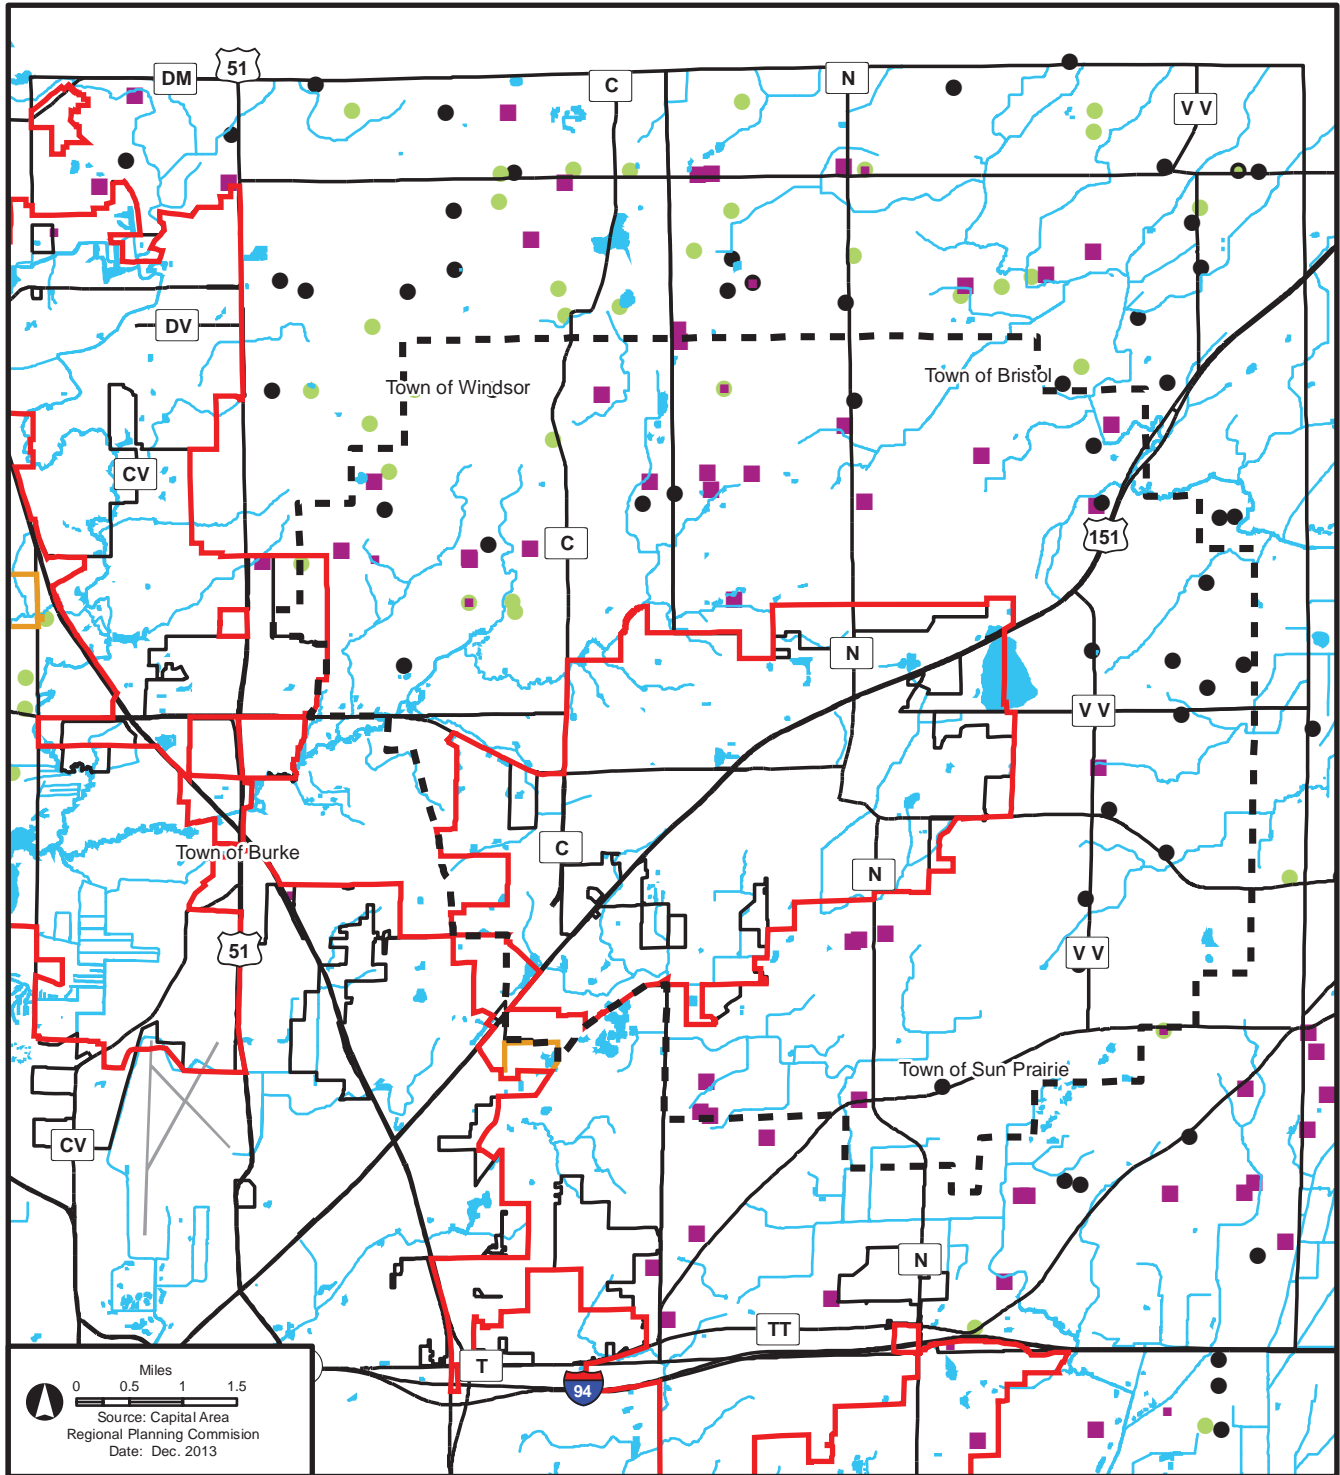 51
DM
C
N
V V
DV
Town of Windsor
Town of Bristol
CV
C
151
N
V V
C
Town of Burke
N
51
V V
Town of Sun Prairie
CV
N
TT
T
94
Miles
0 0.5 1 1.5
Source: Capital Area
Regional Planning Commision
Date: Dec. 2013